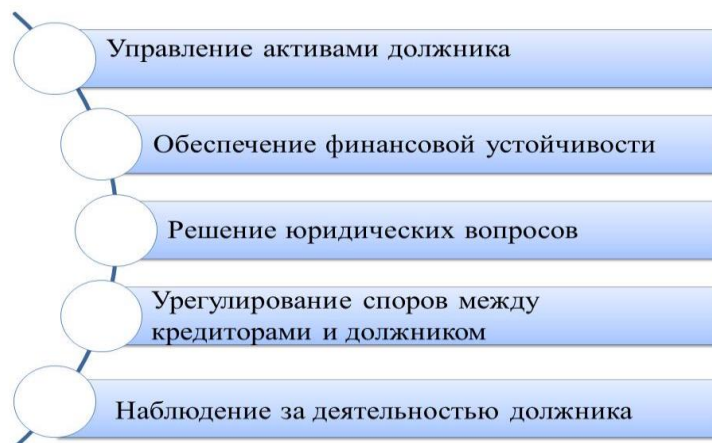 Управление активами должника
Обеспечение финансовой устойчивости
Решение юридических вопросов
Урегулирование споров между
кредиторами и должником
Наблюдение за деятельностью должника